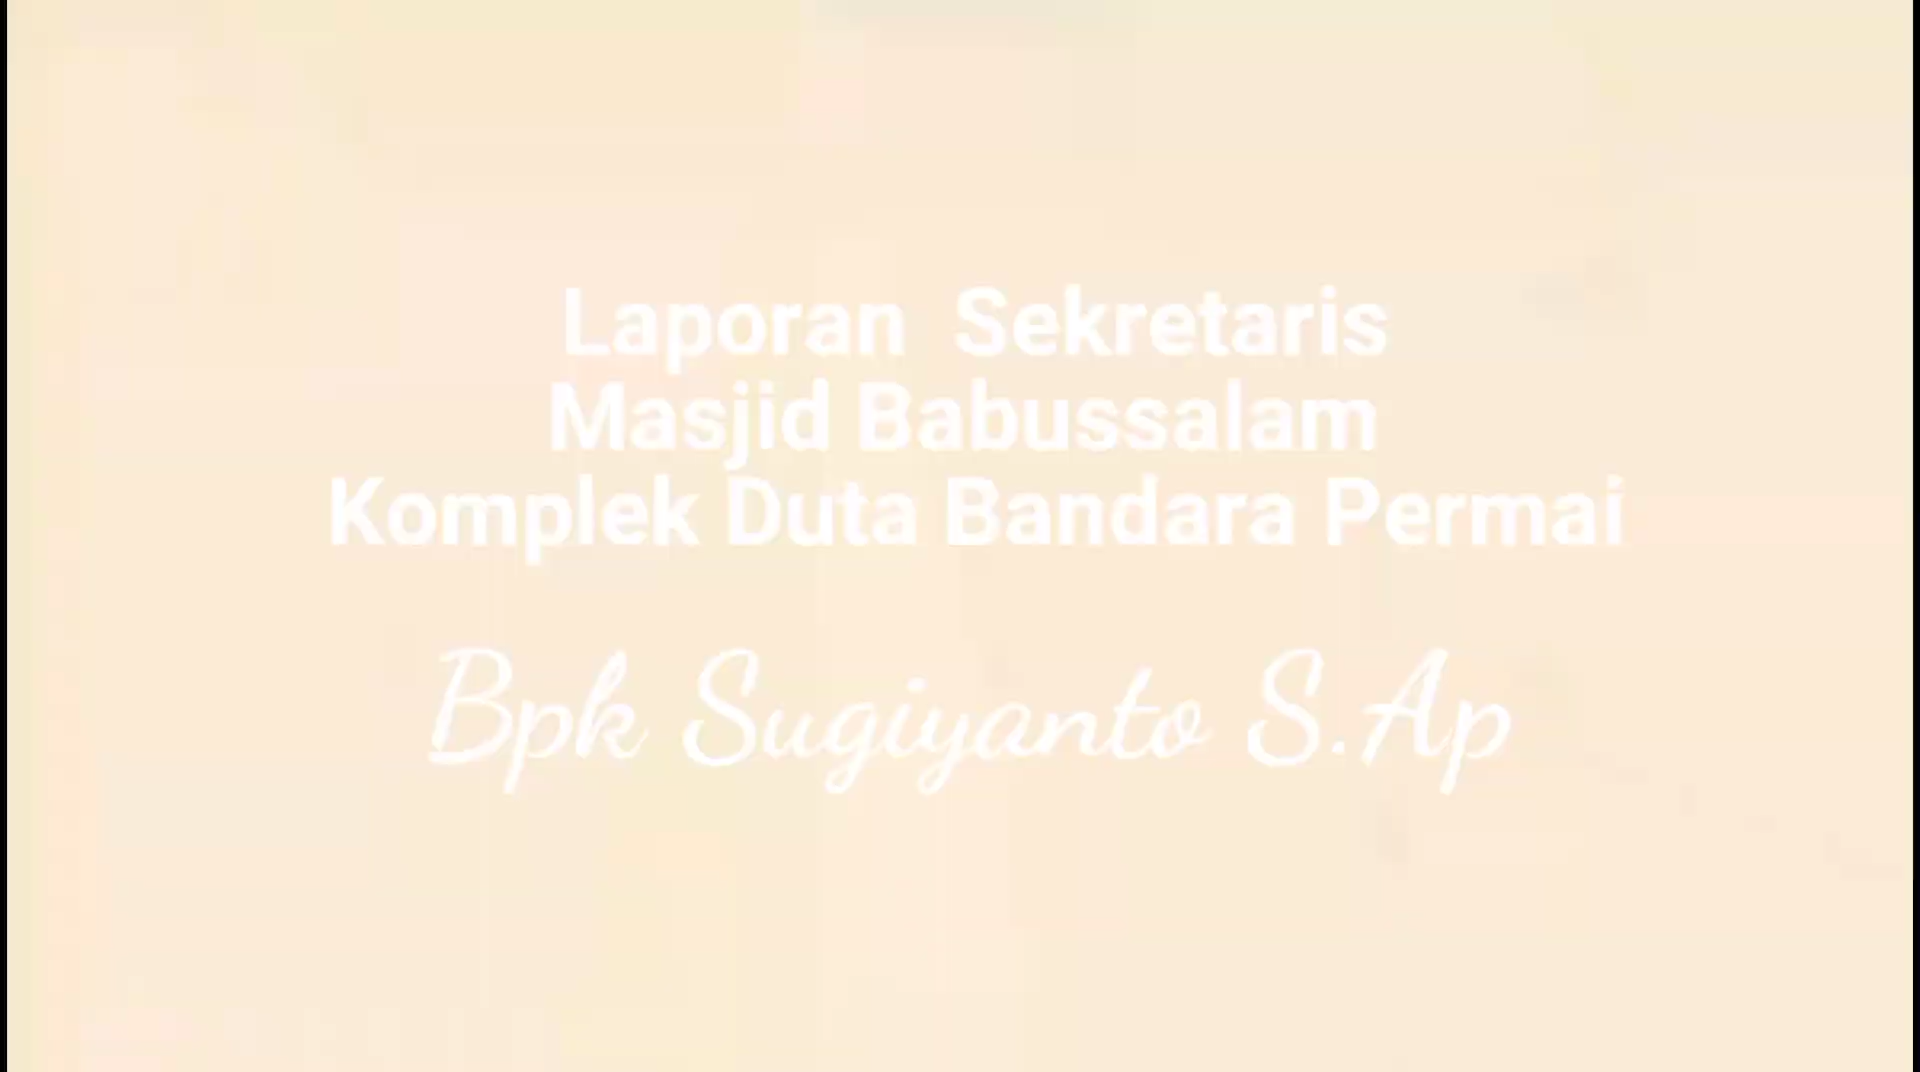 Laporan Sekretaris
Masjid Babussalam
Komplek Duta Bandara Permai
Bpk Sugiyanto S.Ap